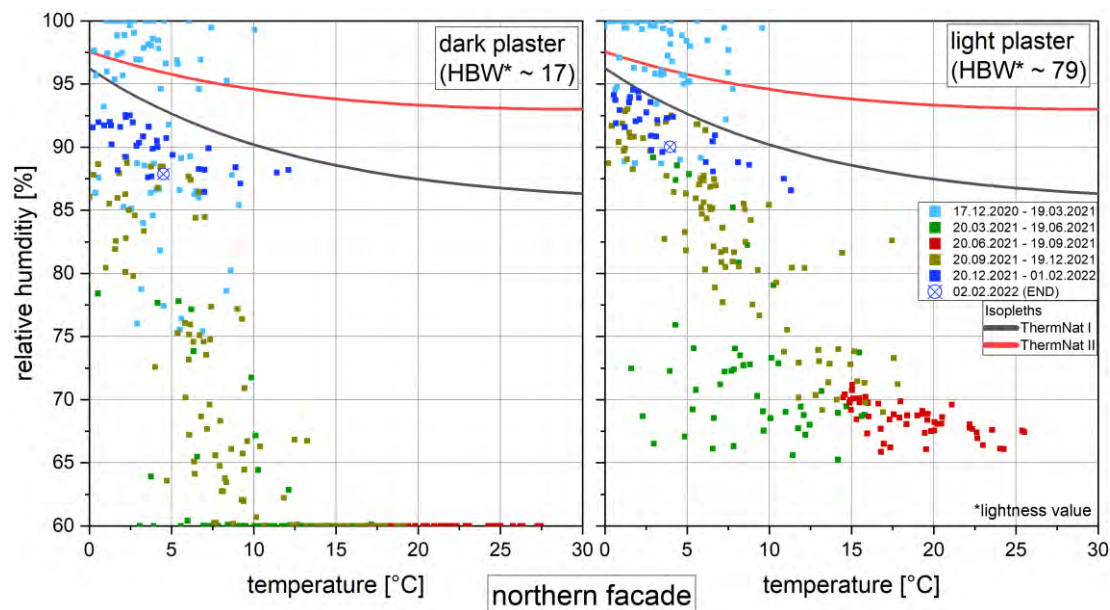 100
95
90
85
80
75
70
65
60
relative humditiy [%]
dark plaster
(HBW* ~ 17)
light plaster
(HBW* ~ 79)
17.12.2020 - 19.03.2021
20.03.2021 - 19.06.2021
20.06.2021 - 19.09.2021
20.09.2021 - 19.12.2021
20.12.2021 - 01.02.2022
02.02.2022 (END)
Isopleths
ThermNat I
ThermNat II
*lightness value
0 5 10 15 20 25 30
0 5 10 15 20 25 30
temperature [°C]
temperature [°C]
northern facade